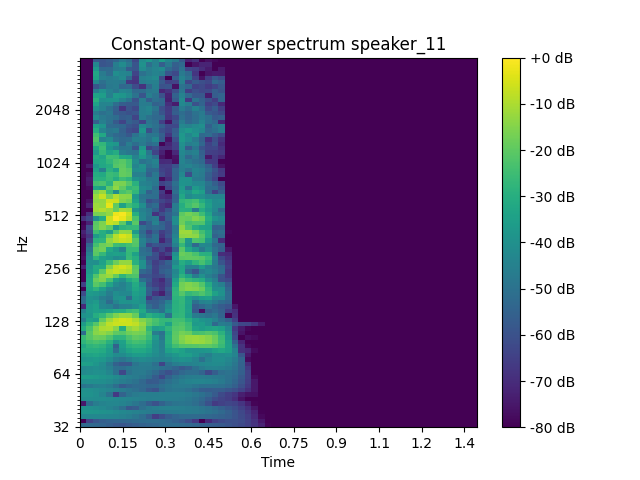 Constant-Q power spectrum speaker_11
Hz
2048
1024
512
256
128
64
32
0 0.15 0.3 0.45 0.6 0.75 0.9 1.1 1.2 1.4
Time
+0 dB
-10 dB
-20 dB
-30 dB
-40 dB
-50 dB
-60 dB
-70 dB
-80 dB